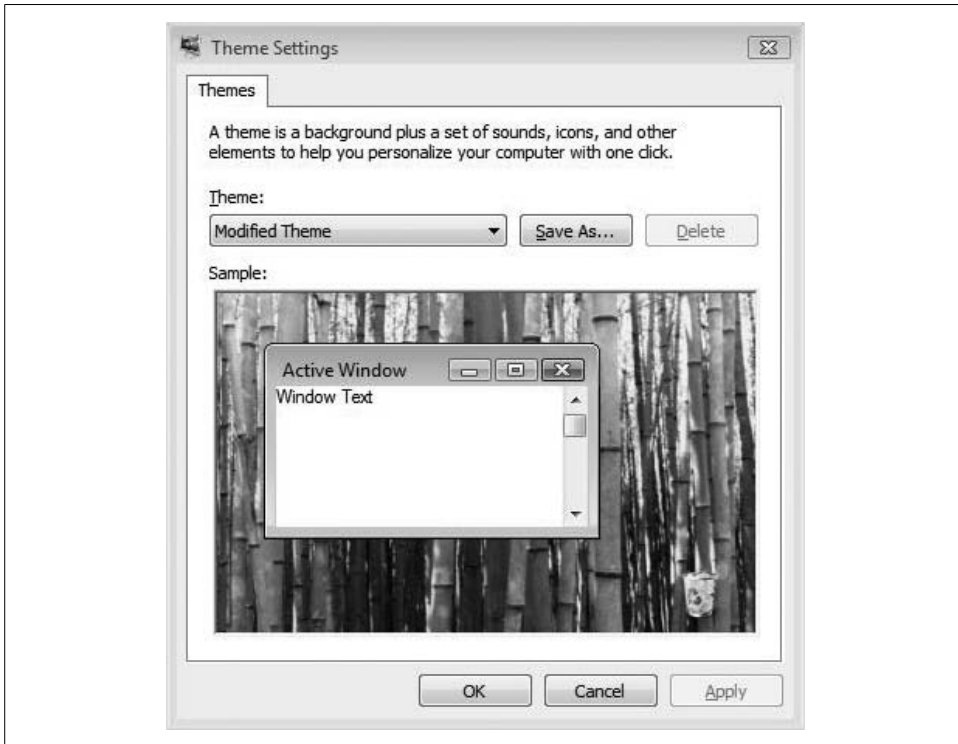 Theme Settings
Themes
A theme is a background plus a set of sounds, icons, and other
elements to help you personalize your computer with one click.
Theme:
Modified Theme
Save As...
Delete
Sample:
Active Window
Window Text
OK
Cancel
Apply